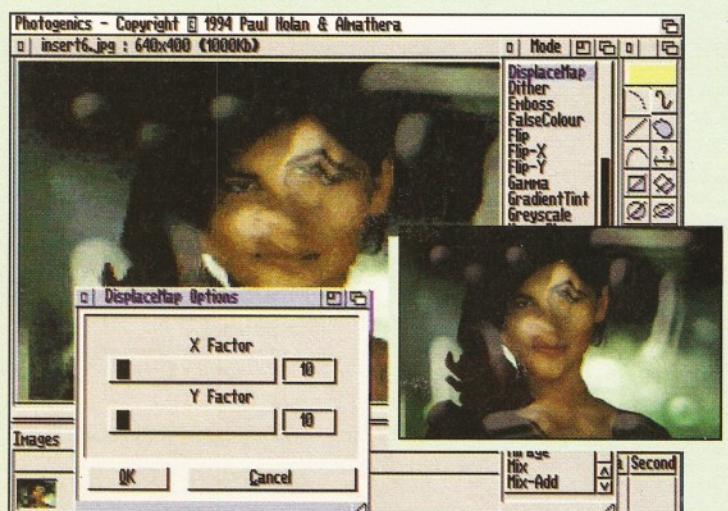 Photogenics - Copyright © 1994 Paul Nolan & Almathera
insert6.jpg : 640x400 (1000Kb)
Mode
DisplaceMap
Dither
Emboss
FalseColour
Flip
Flip-X
Flip-Y
Gamma
GradientTint
Greyscale
DisplaceMap Options
X Factor
10
Y Factor
10
OK
Cancel
Images
Mix
Mix-Add
Second